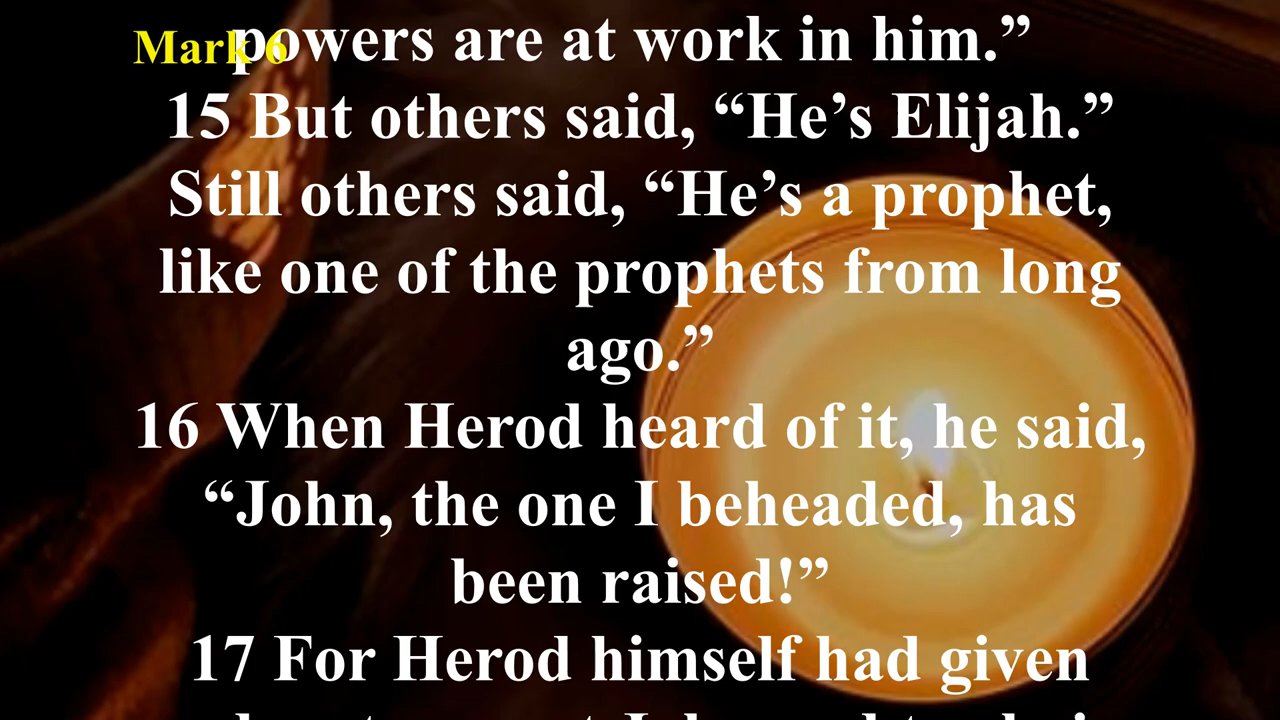 Mark 6
powers are at work in him.”
15 But others said, “He’s Elijah.”
Still others said, “He’s a prophet,
like one of the prophets from long
ago.”
16 When Herod heard of it, he said,
“John, the one I beheaded, has
been raised!”
17 For Herod himself had given